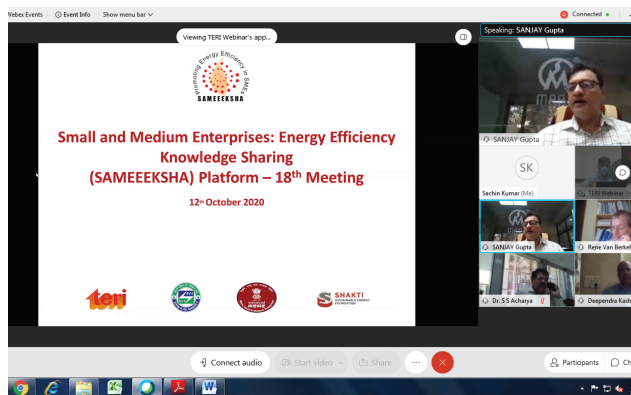 Webex Events
Event Info
Show menu bar
Connected
Viewing TERI Webinar's app...
Speaking: SANJAY Gupta
Promoting Energy Efficiency in SMEs
SAMEEEKSHA
Small and Medium Enterprises: Energy Efficiency
Knowledge Sharing
(SAMEEEKSHA) Platform – 18th Meeting
12th October 2020
teri
SHAKTI
SUSTAINABLE ENERGY
FOUNDATION
SANJAY Gupta
SK
Sachin Kumar (Me)
TERI Webinar
SANJAY Gupta
Rene Van Berkel
Dr. S S Acharya
Deependra Kash
Connect audio
Start video
Share
Participants
Ch